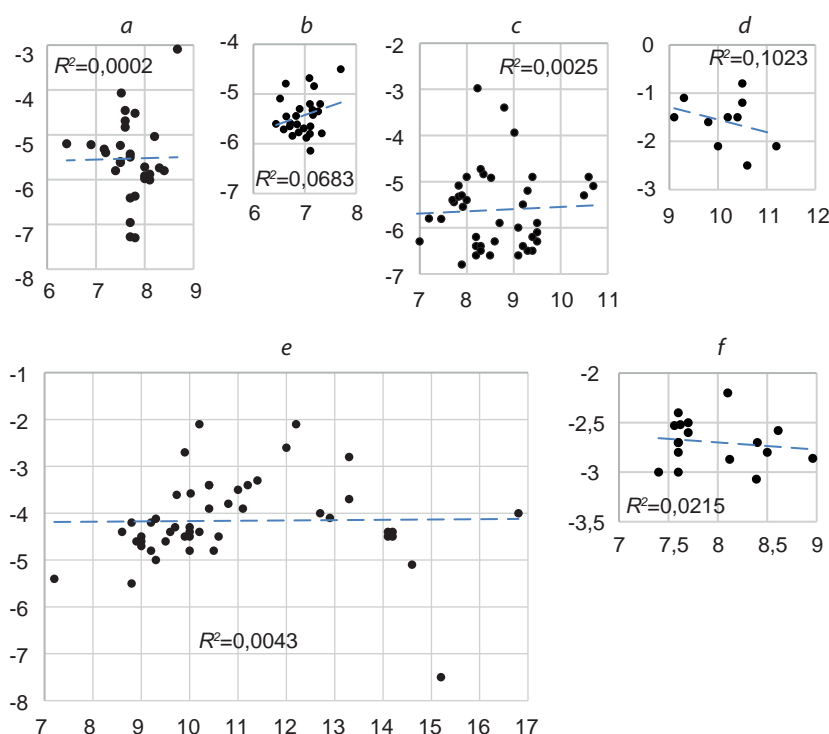 a
-3
-4
-5
-6
-7
-8
R²=0,0002
6 7 8 9
b
-4
-5
-6
-7
R²=0,0683
6 7 8
c
-2
-3
-4
-5
-6
-7
R²=0,0025
7 8 9 10 11
d
0
-1
-2
-3
R²=0,1023
9 10 11 12
e
-1
-2
-3
-4
-5
-6
-7
-8
R²=0,0043
7 8 9 10 11 12 13 14 15 16 17
f
-2
-2,5
-3
-3,5
R²=0,0215
7 7,5 8 8,5 9